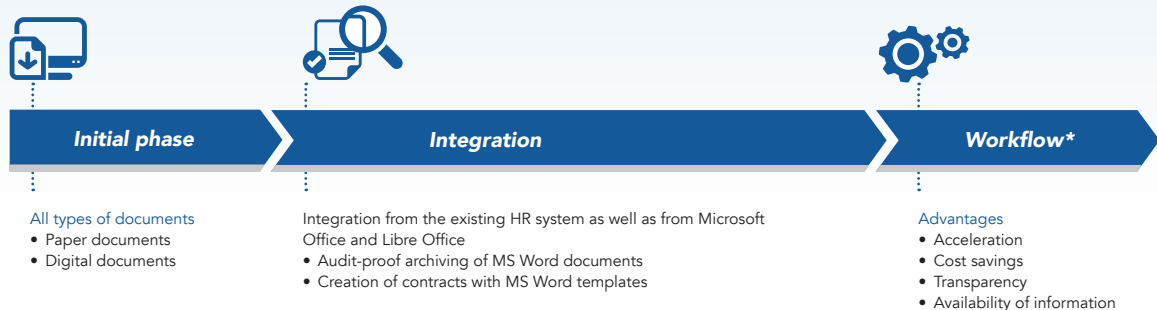 Initial phase
Integration
Workflow*
All types of documents
• Paper documents
• Digital documents
Integration from the existing HR system as well as from Microsoft
Office and Libre Office
• Audit-proof archiving of MS Word documents
• Creation of contracts with MS Word templates
Advantages
• Acceleration
• Cost savings
• Transparency
• Availability of information